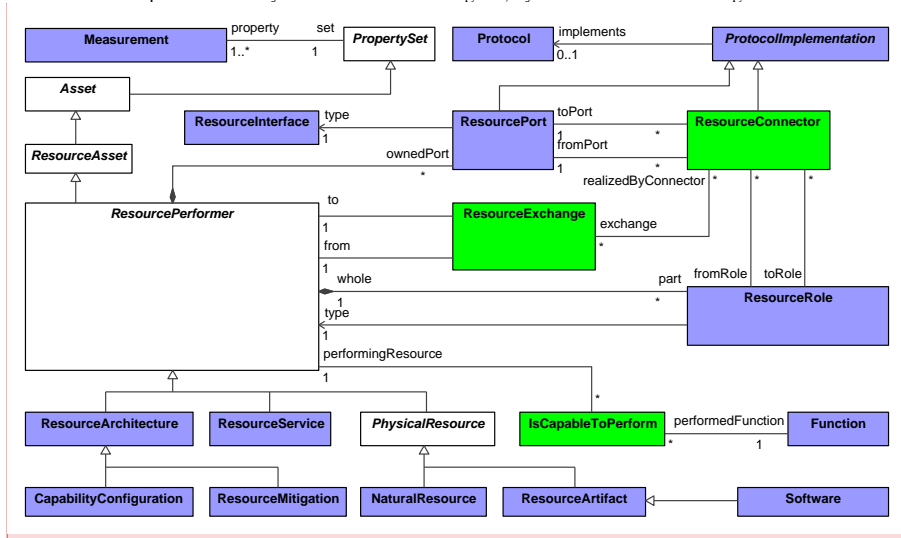 property
set
Measurement
1..*
1
PropertySet
Protocol
implements
0..1
ProtocolImplementation
Asset
ResourceInterface
type
1
ResourcePort
toPort
1
*
fromPort
1
*
ResourceConnector
ResourceAsset
ownedPort
*
realizedByConnector
*
*
*
ResourcePerformer
to
1
ResourceExchange
exchange
*
from
1
whole
1
part
*
fromRole
toRole
ResourceRole
type
1
performingResource
1
*
ResourceArchitecture
ResourceService
PhysicalResource
IsCapableToPerform
performedFunction
*
1
Function
CapabilityConfiguration
ResourceMitigation
NaturalResource
ResourceArtifact
Software